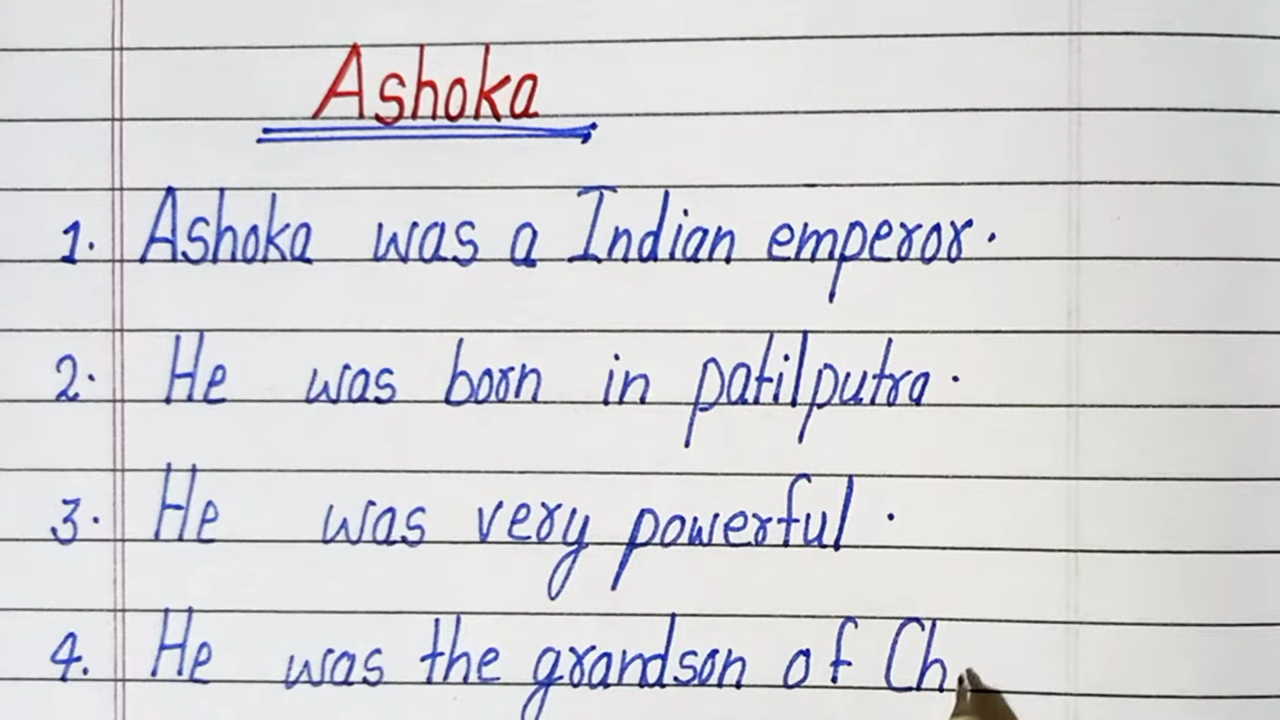 Ashoka
1. Ashoka was a Indian emperor.
2. He was born in patilputra.
3. He was very powerful.
4. He was the grandson of Ch